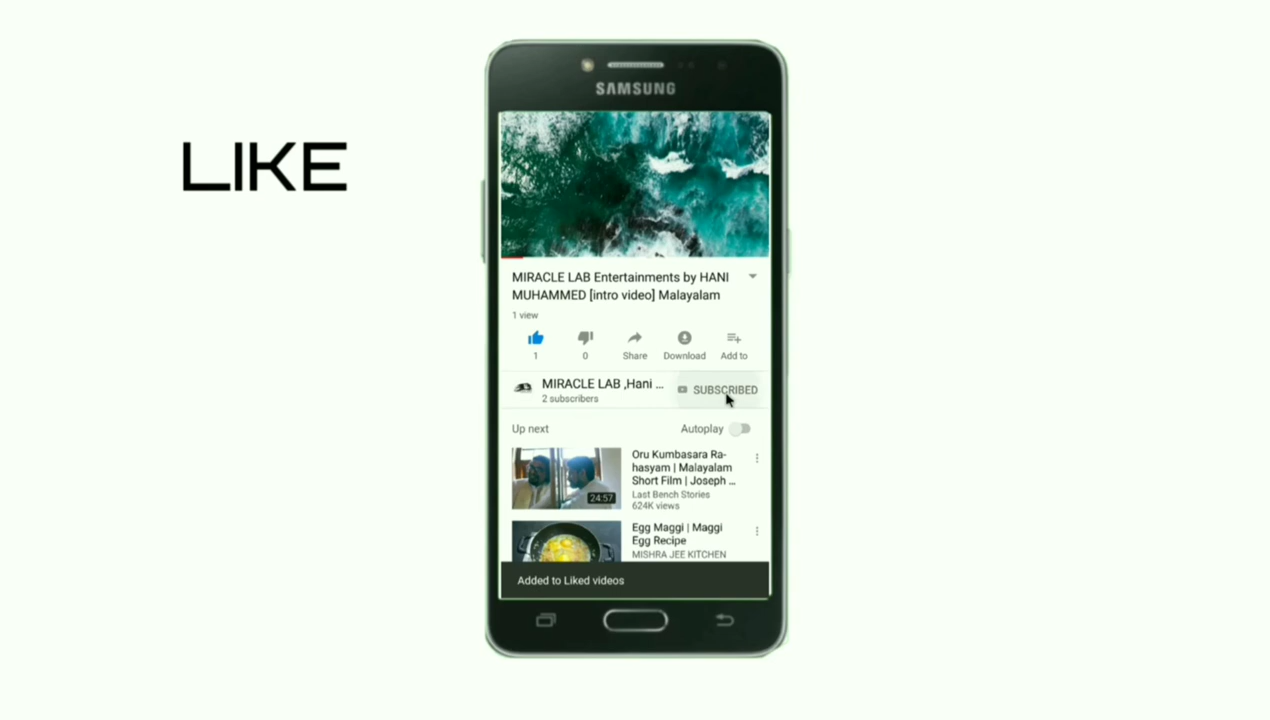 LIKE
SAMSUNG
MIRACLE LAB Entertainments by HANI
MUHAMMED [intro video] Malayalam
1 view
1
0
Share
Download
Add to
MIRACLE LAB ,Hani ...
2 subscribers
SUBSCRIBED
Up next
Autoplay
Oru Kumbasara Ra-
hasyam | Malayalam
Short Film | Joseph ...
Last Bench Stories
624K views
24:57
Egg Maggi | Maggi
Egg Recipe
MISHRA JEE KITCHEN
Added to Liked videos